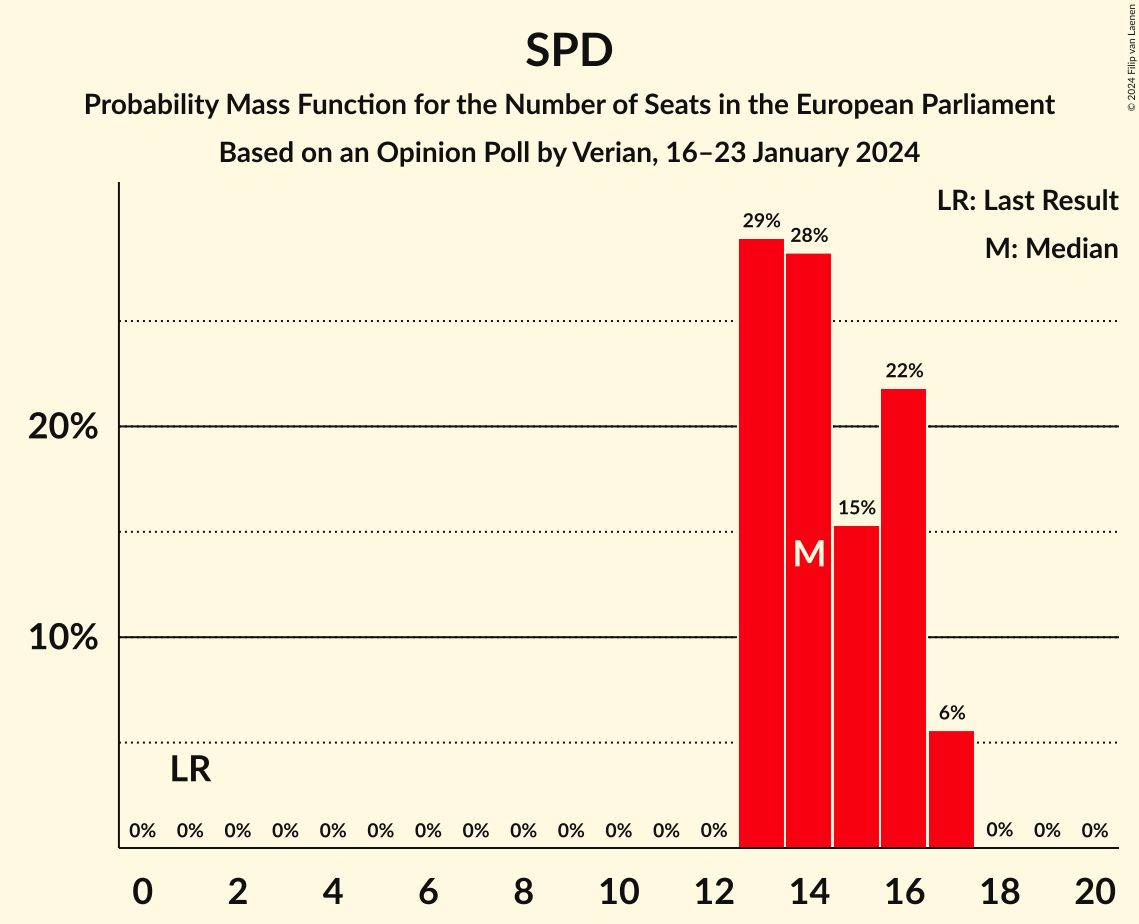 SPD
Probability Mass Function for the Number of Seats in the European Parliament
Based on an Opinion Poll by Verian, 16–23 January 2024
© 2024 Filip van Laenen
LR: Last Result
M: Median
29%
28%
22%
20%
15%
M
10%
6%
LR
0% 0% 0% 0% 0% 0% 0% 0% 0% 0% 0% 0% 0% 0% 0% 0%
0 2 4 6 8 10 12 14 16 18 20